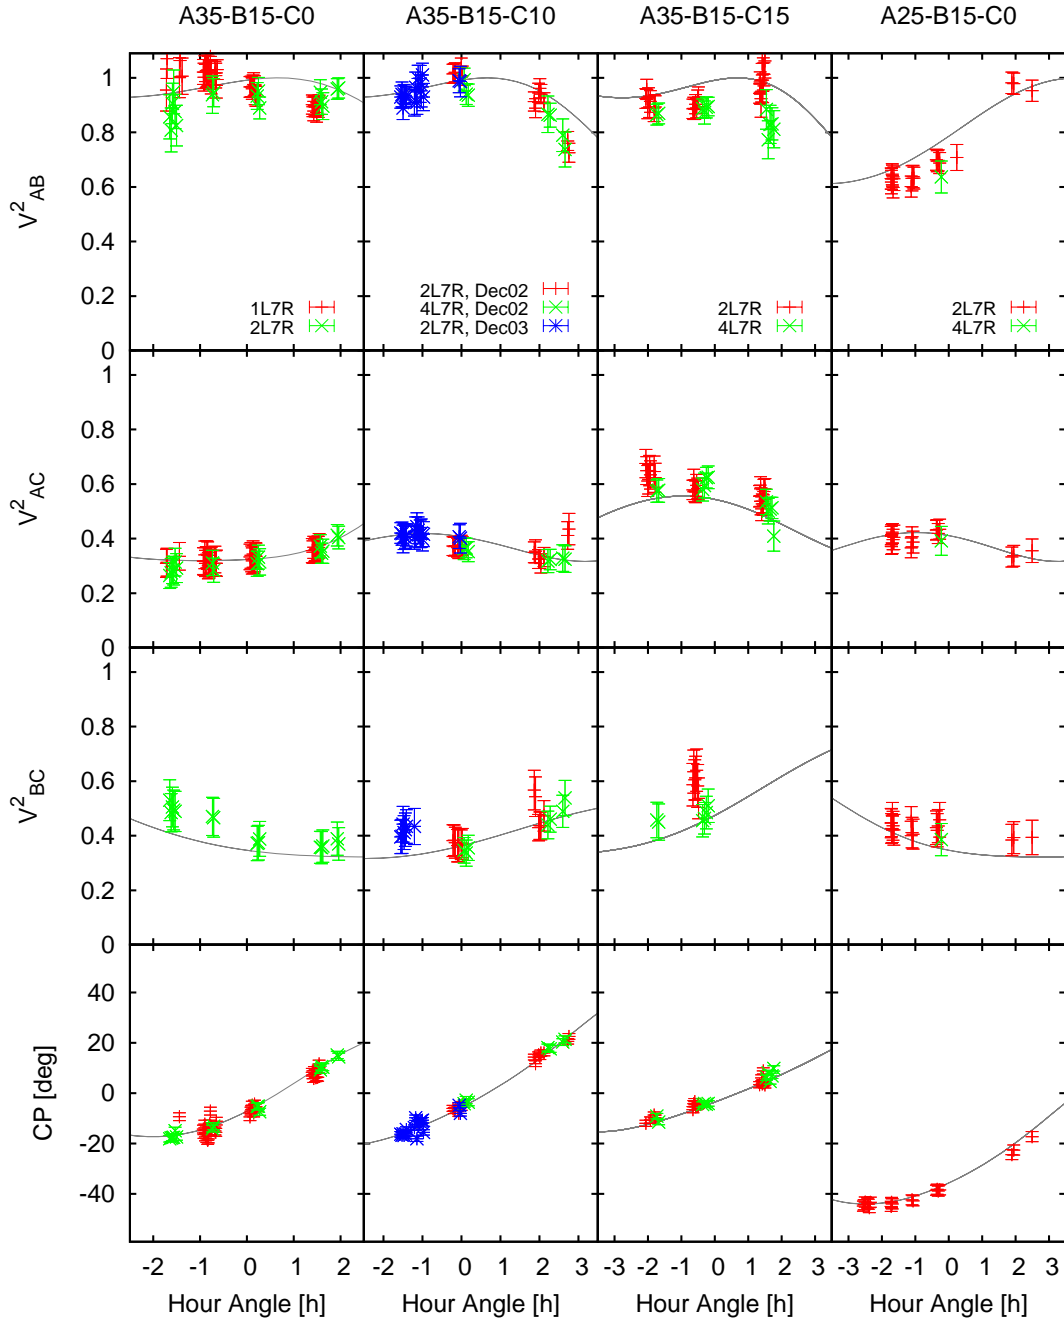 A35-B15-C0 A35-B15-C10 A35-B15-C15 A25-B15-C0
1
0.8
0.6
0.4
0.2
0
V²AB
1L7R
2L7R
2L7R, Dec02
4L7R, Dec02
2L7R, Dec03
2L7R
4L7R
2L7R
4L7R
1
0.8
0.6
0.4
0.2
0
V²AC
1
0.8
0.6
0.4
0.2
0
V²BC
40
20
0
-20
-40
CP [deg]
-2 -1 0 1 2 -2 -1 0 1 2 3 -3 -2 -1 0 1 2 3 -3 -2 -1 0 1 2 3
Hour Angle [h] Hour Angle [h] Hour Angle [h] Hour Angle [h]